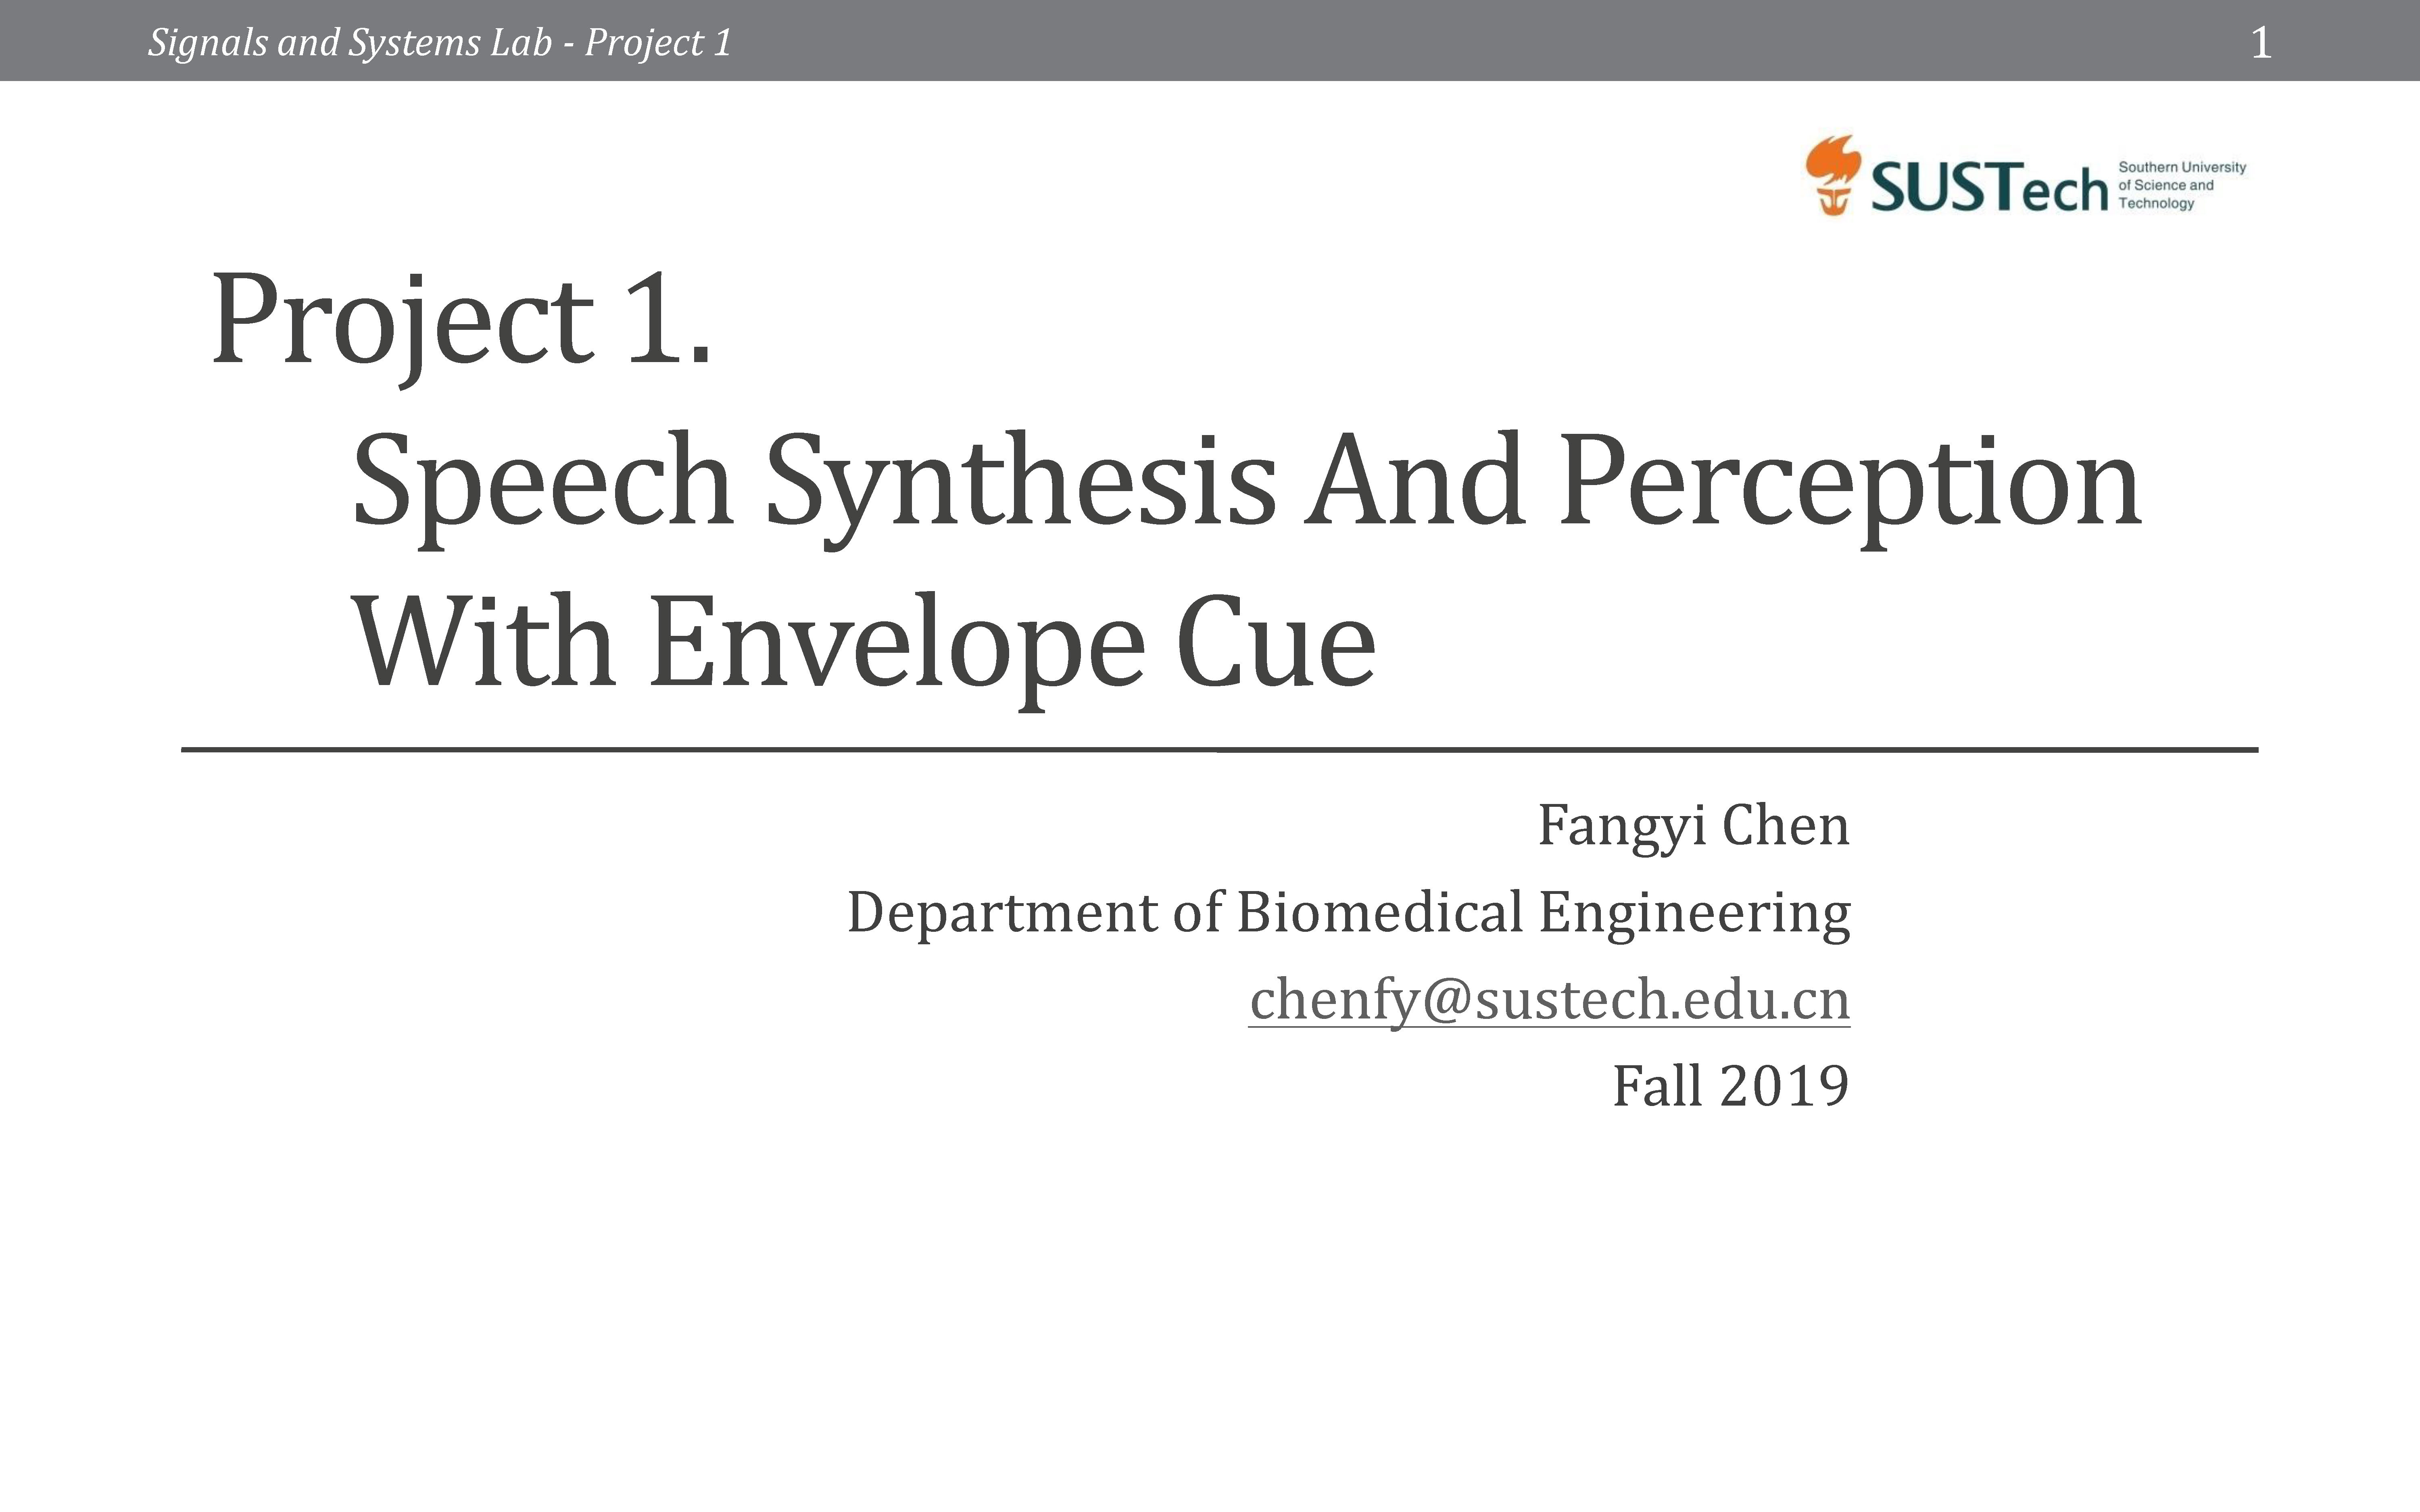 Signals and Systems Lab - Project 1
1
SUSTech
Southern University
of Science and
Technology
Project 1.
Speech Synthesis And Perception
With Envelope Cue
Fangyi Chen
Department of Biomedical Engineering
chenfy@sustech.edu.cn
Fall 2019